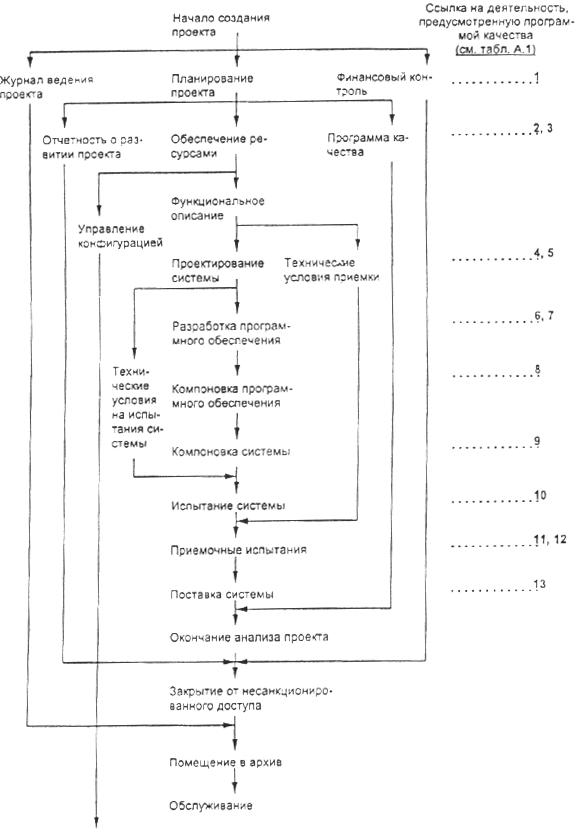 Начало создания
проекта
Ссылка на деятельность,
предусмотренную програм-
мой качества
(см. табл. А.1)
Журнал ведения
проекта
Планирование
проекта
Финансовый кон-
троль
............1
Отчетность о раз-
витии проекта
Обеспечение ре-
сурсами
Программа ка-
чества
............2, 3
Функциональное
описание
Управление
конфигурацией
Проектирование
системы
Технические
условия приемки
............4, 5
Разработка програм-
много обеспечения
............6, 7
Техни-
ческие
условия
на испы-
тания си-
стемы
Компоновка програм-
много обеспечения
............8
Компоновка системы
............9
Испытание системы
............10
Приемочные испытания
............11, 12
Поставка системы
............13
Окончание анализа проекта
Закрытие от несанкциониро-
ванного доступа
Помещение в архив
Обслуживание